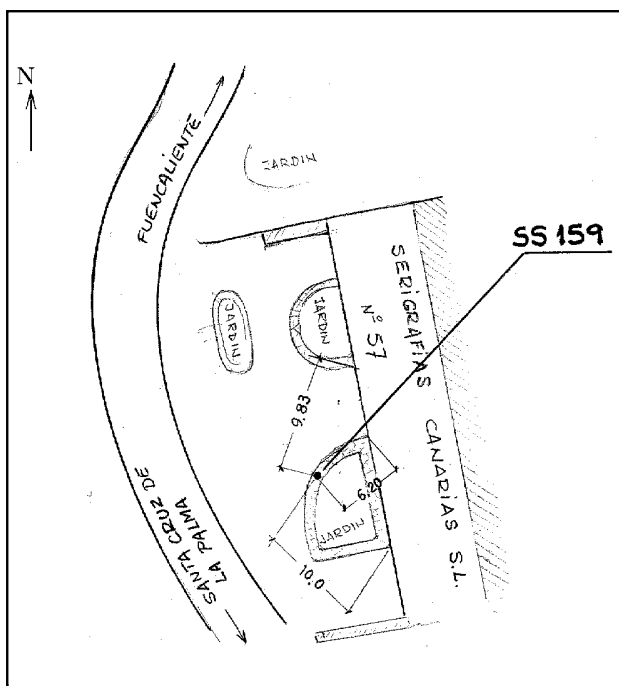 N
FUENCALIENTE
JARDIN
SS 159
SERIGRAFIAS CANARIAS S.L.
Nº 57
JARDIN
JARDIN
9.83
6.20
JARDIN
10.0
SANTA CRUZ DE
LA PALMA